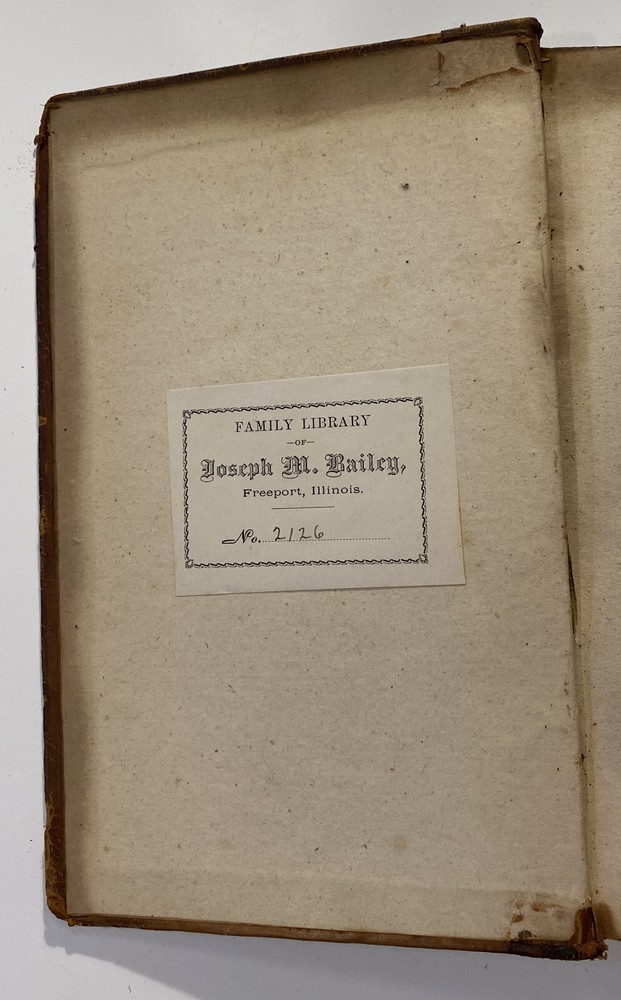 FAMILY LIBRARY
—OF—
Joseph M. Bailey,
Freeport, Illinois.
No. 2126